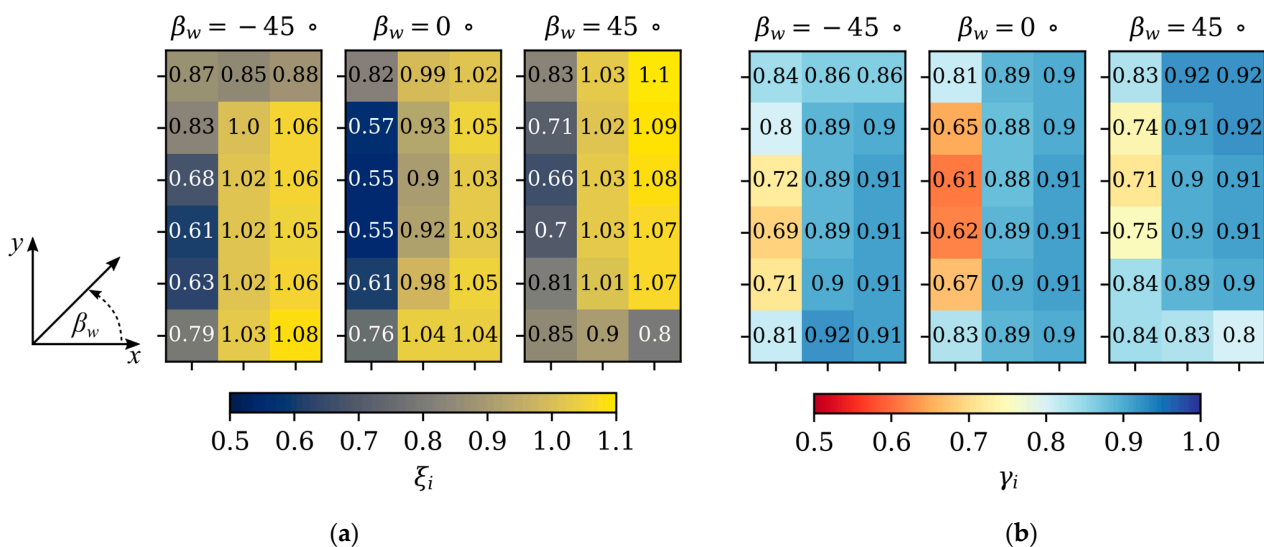 β_w = − 45 ° β_w = 0 ° β_w = 45 ° β_w = − 45 ° β_w = 0 ° β_w = 45 °
0.87 0.85 0.88 0.82 0.99 1.02 0.83 1.03 1.1 0.84 0.86 0.86 0.81 0.89 0.9 0.83 0.92 0.92
0.83 1.0 1.06 0.57 0.93 1.05 0.71 1.02 1.09 0.8 0.89 0.9 0.65 0.88 0.9 0.74 0.91 0.92
0.68 1.02 1.06 0.55 0.9 1.03 0.66 1.03 1.08 0.72 0.89 0.91 0.61 0.88 0.91 0.71 0.9 0.91
0.61 1.02 1.05 0.55 0.92 1.03 0.7 1.03 1.07 0.69 0.89 0.91 0.62 0.89 0.91 0.75 0.9 0.91
0.63 1.02 1.06 0.61 0.98 1.05 0.81 1.01 1.07 0.71 0.9 0.91 0.67 0.9 0.91 0.84 0.89 0.9
0.79 1.03 1.08 0.76 1.04 1.04 0.85 0.9 0.8 0.81 0.92 0.91 0.83 0.89 0.9 0.84 0.83 0.8
y
β_w
x
0.5 0.6 0.7 0.8 0.9 1.0 1.1 0.5 0.6 0.7 0.8 0.9 1.0
ξ_i γ_i
(a) (b)